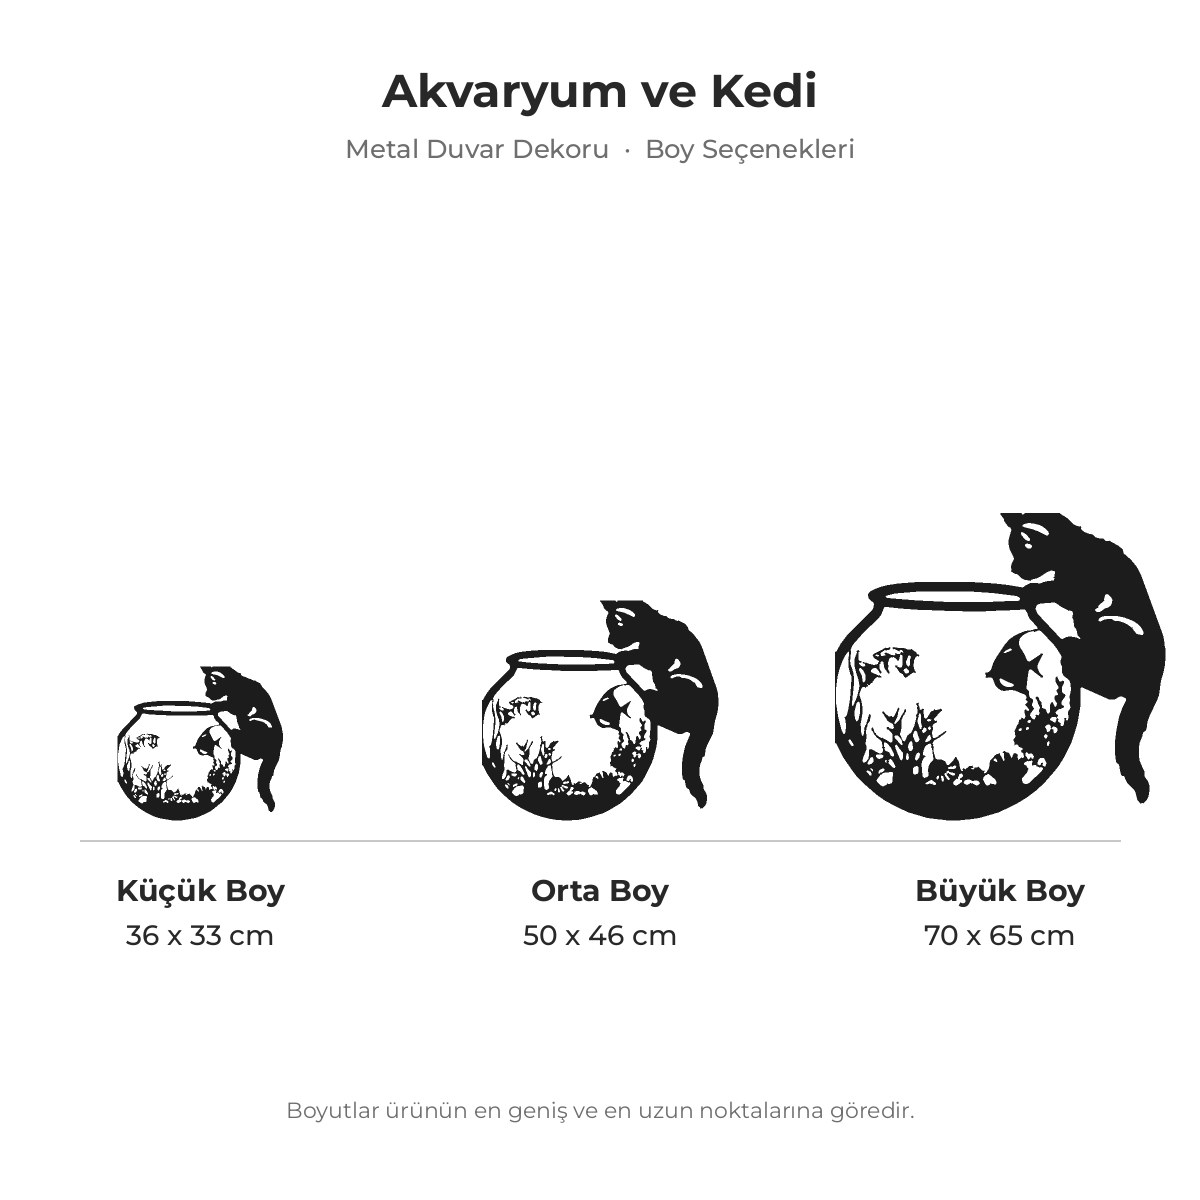 Akvaryum ve Kedi
Metal Duvar Dekoru · Boy Seçenekleri
Küçük Boy
36 x 33 cm
Orta Boy
50 x 46 cm
Büyük Boy
70 x 65 cm
Boyutlar ürünün en geniş ve en uzun noktalarına göredir.